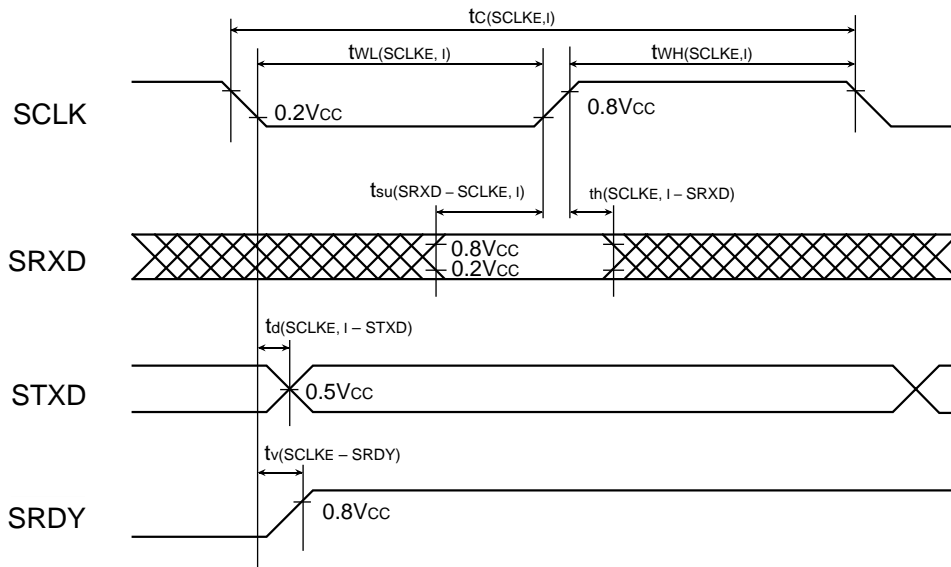 tC(SCLKE,I)
tWL(SCLKE, I)
tWH(SCLKE,I)
SCLK
0.2VCC
0.8VCC
tsu(SRXD – SCLKE, I)
th(SCLKE, I – SRXD)
SRXD
0.8VCC
0.2VCC
td(SCLKE, I – STXD)
STXD
0.5VCC
tv(SCLKE – SRDY)
SRDY
0.8VCC